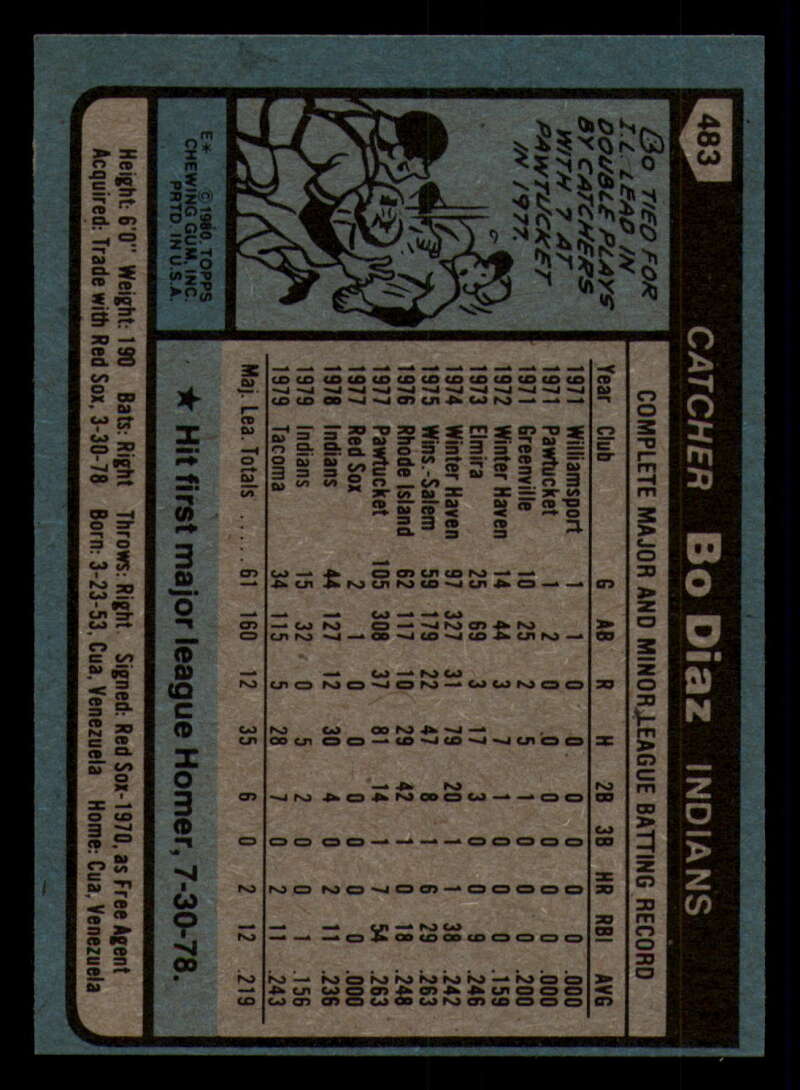 483
CATCHER Bo Diaz INDIANS
BO TIED FOR
I.L. LEAD IN
DOUBLE PLAYS
BY CATCHERS
WITH 7 AT
PAWTUCKET
IN 1977.
?
E* © 1980 TOPPS
CHEWING GUM, INC.
PRTD. IN U.S.A.
COMPLETE MAJOR AND MINOR LEAGUE BATTING RECORD
Year Club G AB R H 2B 3B HR RBI AVG
1971 Williamsport 1 1 0 0 0 0 0 0 .000
1971 Pawtucket 1 2 0 0 0 0 0 0 .000
1971 Greenville 10 25 2 5 1 0 0 0 .200
1972 Winter Haven 14 44 3 7 1 0 0 0 .159
1973 Elmira 25 69 3 17 3 0 0 9 .246
1974 Winter Haven 97 327 31 79 20 1 1 38 .242
1975 Wins.-Salem 59 179 22 47 8 1 6 29 .263
1976 Rhode Island 62 117 10 29 42 1 0 18 .248
1977 Pawtucket 105 308 37 81 14 1 7 54 .263
1977 Red Sox 2 1 0 0 0 0 0 0 .000
1978 Indians 44 127 12 30 4 0 2 11 .236
1979 Indians 15 32 0 5 2 0 0 1 .156
1979 Tacoma 34 115 5 28 7 0 2 11 .243
Maj. Lea. Totals ..... 61 160 12 35 6 0 2 12 .219
★ Hit first major league Homer, 7-30-78.
Height: 6'0" Weight: 190 Bats: Right Throws: Right Signed: Red Sox-1970, as Free Agent
Acquired: Trade with Red Sox, 3-30-78 Born: 3-23-53, Cua, Venezuela Home: Cua, Venezuela